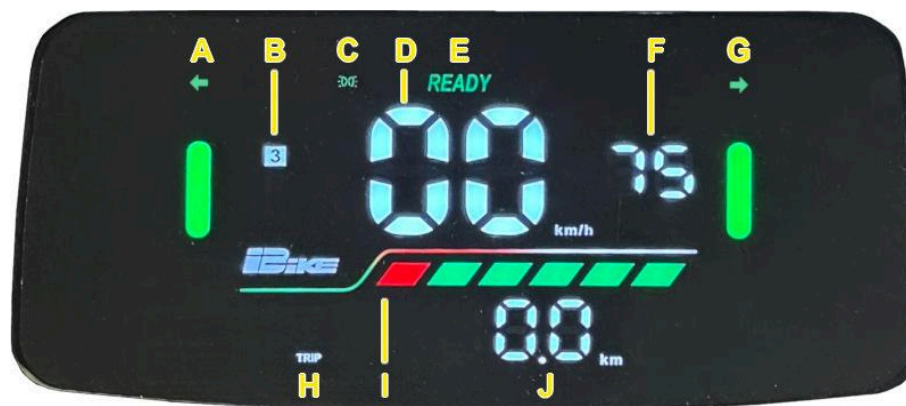 A B C D E F G
READY
3 00 km/h 75
iBIKE
0.0 km
TRIP
H I J